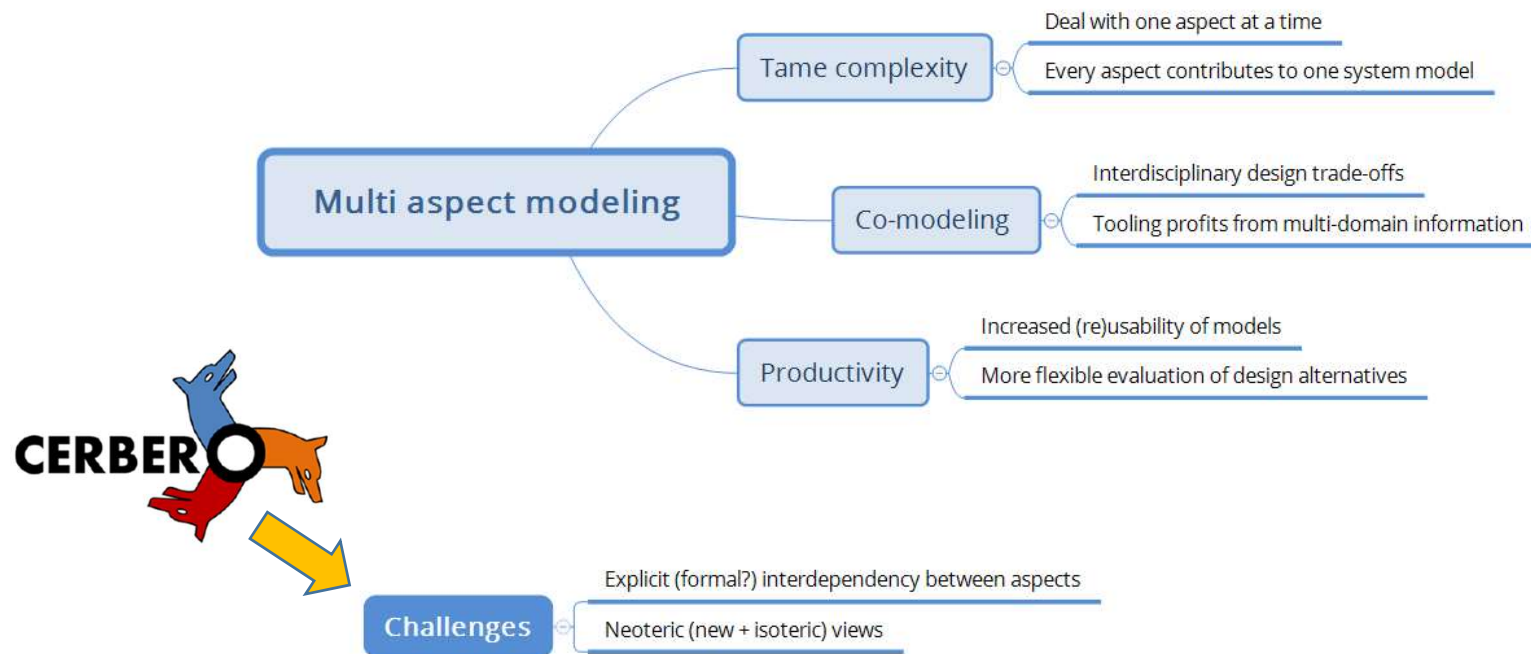 Deal with one aspect at a time
Tame complexity
Every aspect contributes to one system model
Multi aspect modeling
Interdisciplinary design trade-offs
Co-modeling
Tooling profits from multi-domain information
Increased (re)usability of models
Productivity
More flexible evaluation of design alternatives
CERBERO
Explicit (formal?) interdependency between aspects
Challenges
Neoteric (new + isoteric) views